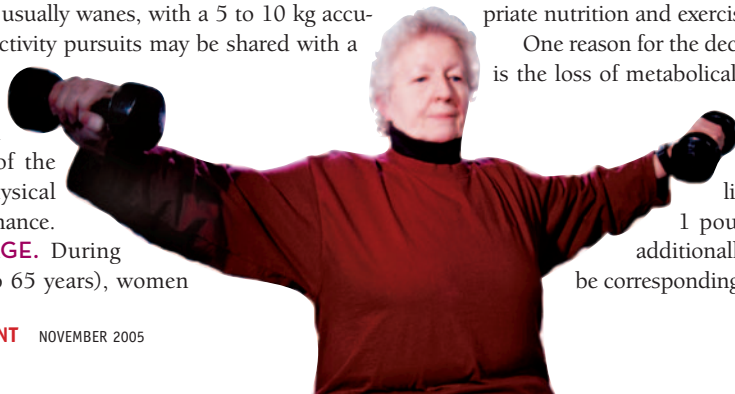 usually wanes, with a 5 to 10 kg accu-
ctivity pursuits may be shared with a
of the
ysical
nance.
GE. During
65 years), women
NT NOVEMBER 2005
priate nutrition and exercis
One reason for the dec
is the loss of metabolical
li
1 pou
additionall
be corresponding